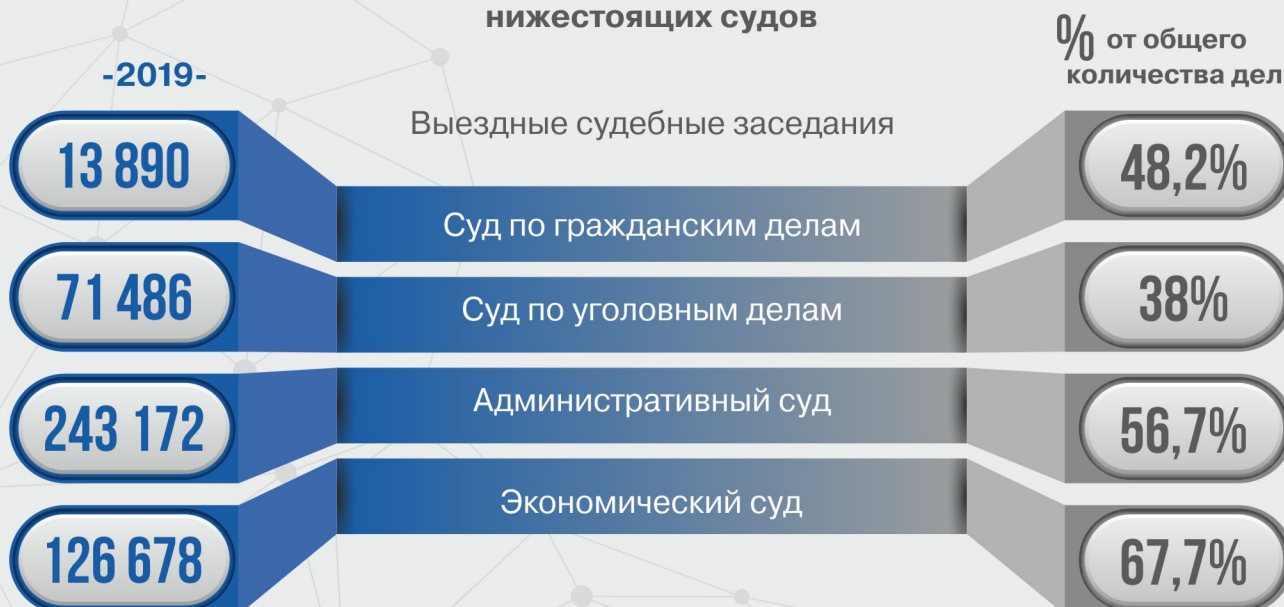 нижестоящих судов
% от общего
количества дел
-2019-
Выездные судебные заседания
13 890
Суд по гражданским делам
48,2%
71 486
Суд по уголовным делам
38%
243 172
Административный суд
56,7%
126 678
Экономический суд
67,7%